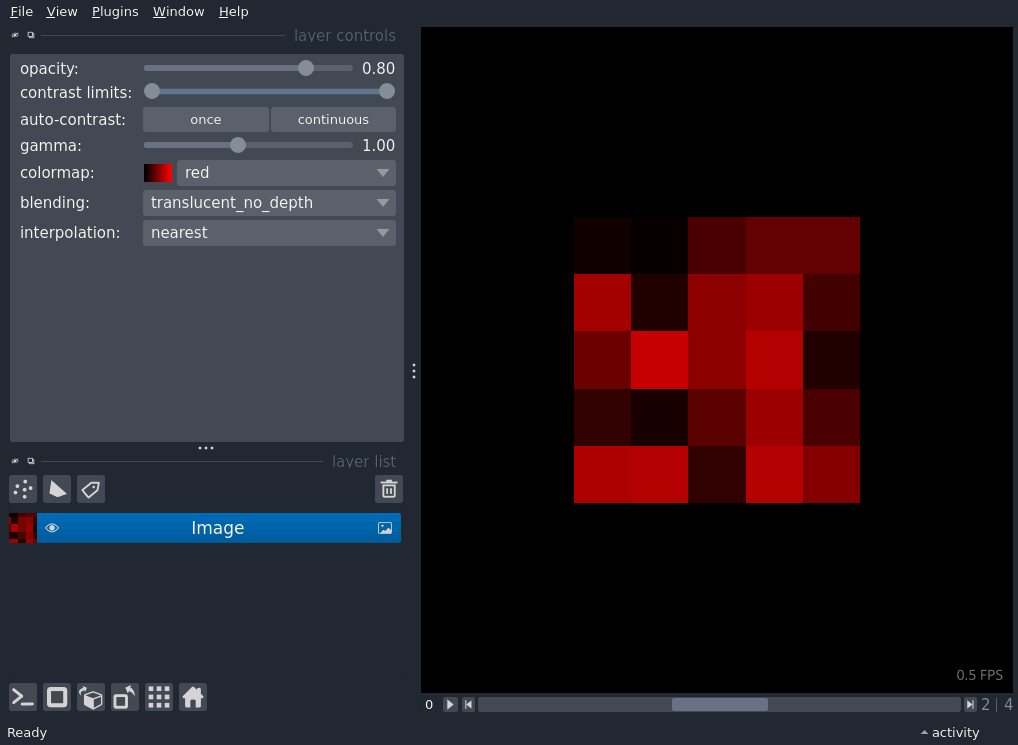 File View Plugins Window Help
layer controls
opacity: 0.80
contrast limits:
auto-contrast: once continuous
gamma: 1.00
colormap: red
blending: translucent_no_depth
interpolation: nearest
layer list
Image
0.5 FPS
0 2 | 4
Ready activity